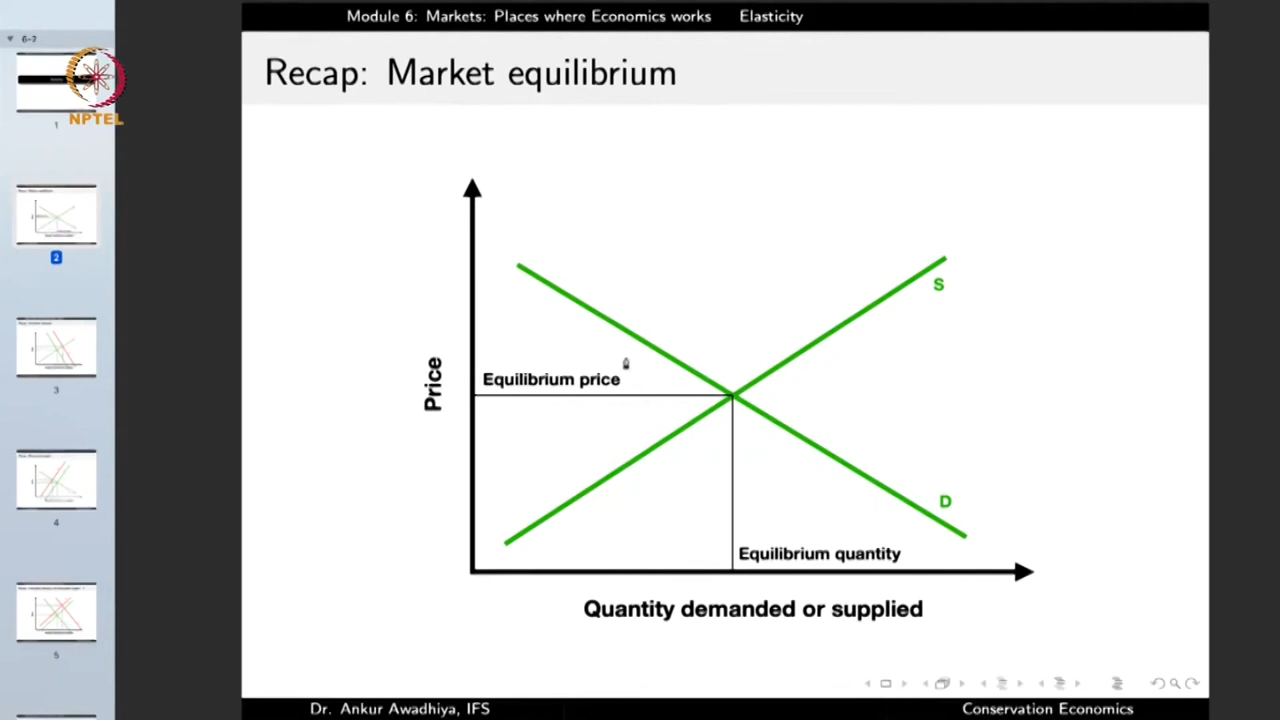 Module 6: Markets: Places where Economics works Elasticity
6-2
NPTEL
1
2
3
4
5
Recap: Market equilibrium
S
Price
Equilibrium price
D
Equilibrium quantity
Quantity demanded or supplied
Dr. Ankur Awadhiya, IFS
Conservation Economics